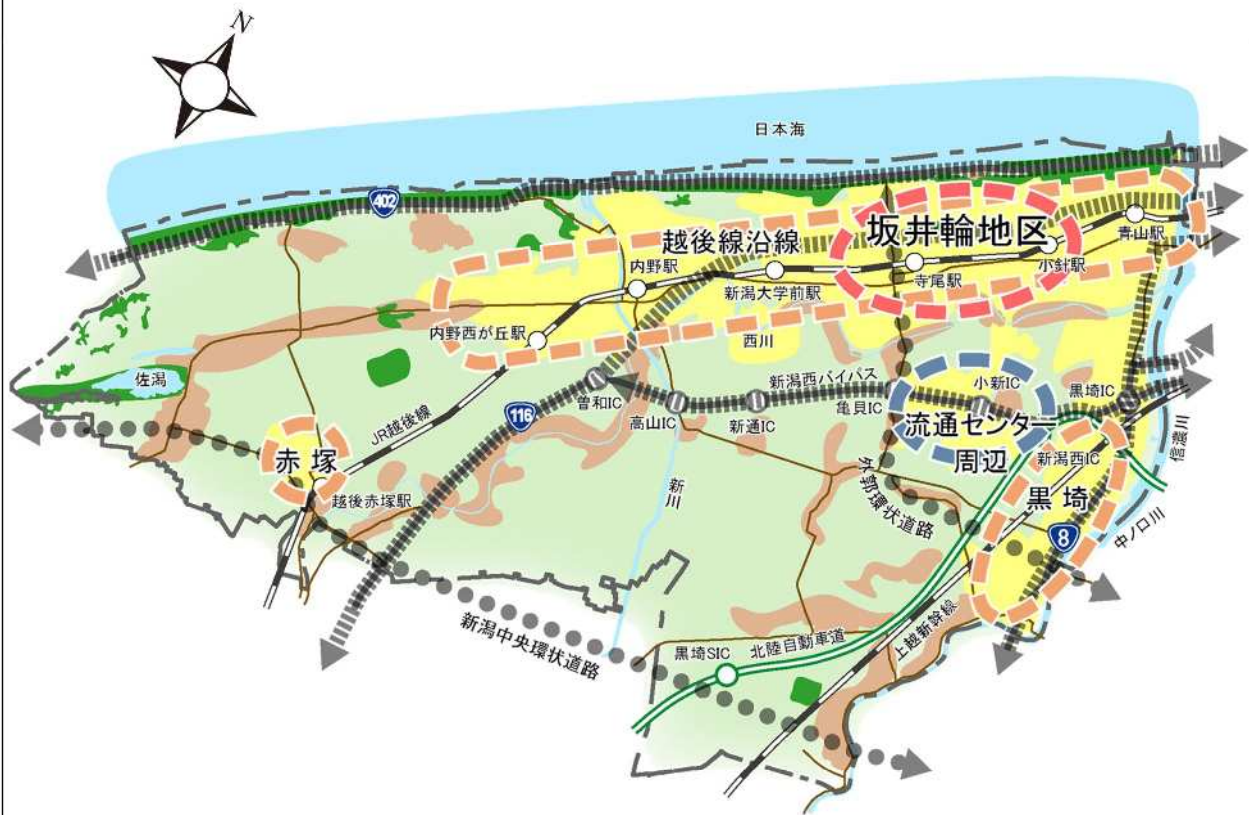 N
日本海
402
越後線沿線
坂井輪地区
青山駅
小針駅
寺尾駅
内野駅
新潟大学前駅
内野西が丘駅
西川
佐潟
新潟西バイパス
小新IC
黒埼IC
曽和IC
116
高山IC
新通IC
亀貝IC
流通センター
周辺
JR越後線
赤塚
越後赤塚駅
新川
外郭環状道路
新潟西IC
信濃川
黒埼
8
中ノ口川
新潟中央環状道路
黒埼SIC
北陸自動車道
上越新幹線